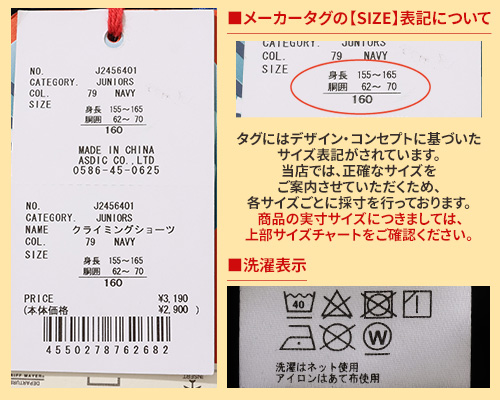 NO. J2456401
CATEGORY. JUNIORS
COL. 79 NAVY
SIZE
身長 155〜165
胴囲 62〜 70
160
MADE IN CHINA
ASDIC CO.,LTD
0586-45-0625
NO. J2456401
CATEGORY. JUNIORS
NAME クライミングショーツ
COL. 79 NAVY
SIZE
身長 155〜165
胴囲 62〜 70
160
PRICE ¥3,190
(本体価格 ¥2,900 )
4550278762682
■メーカータグの【SIZE】表記について
CATEGORY. JUNIORS
COL. 79 NAVY
SIZE
身長 155〜165
胴囲 62〜 70
160
タグにはデザイン・コンセプトに基づいた
サイズ表記がされています。
当店では、正確なサイズを
ご案内させていただくため、
各サイズごとに採寸を行っております。
商品の実寸サイズにつきましては、
上部サイズチャートをご確認ください。
■洗濯表示
40
W
洗濯はネット使用
アイロンはあて布使用